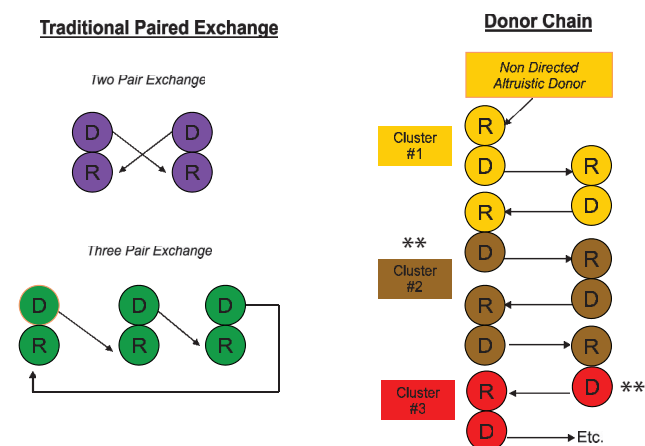 Traditional Paired Exchange
Two Pair Exchange
D D
R R
Three Pair Exchange
D D D
R R R
Donor Chain
Non Directed
Altruistic Donor
R
Cluster
#1
D R
R D
**
D R
Cluster
#2
R D
D R
Cluster
#3
R D **
D Etc.